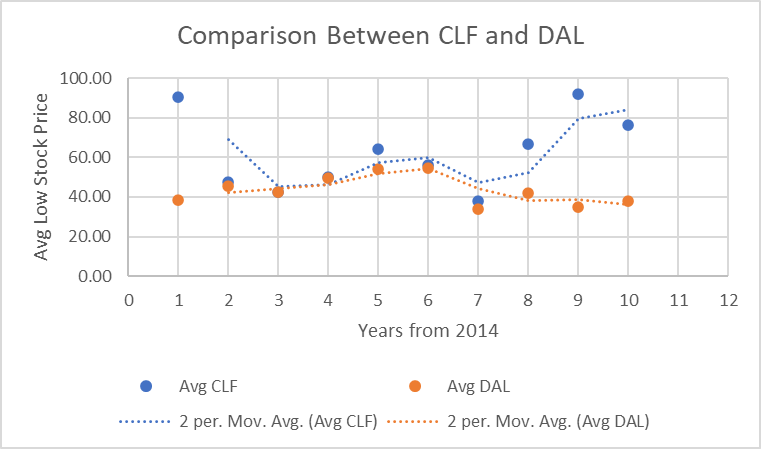 Comparison Between CLF and DAL
Avg Low Stock Price
100.00
80.00
60.00
40.00
20.00
0.00
0 1 2 3 4 5 6 7 8 9 10 11 12
Years from 2014
Avg CLF Avg DAL
2 per. Mov. Avg. (Avg CLF) 2 per. Mov. Avg. (Avg DAL)